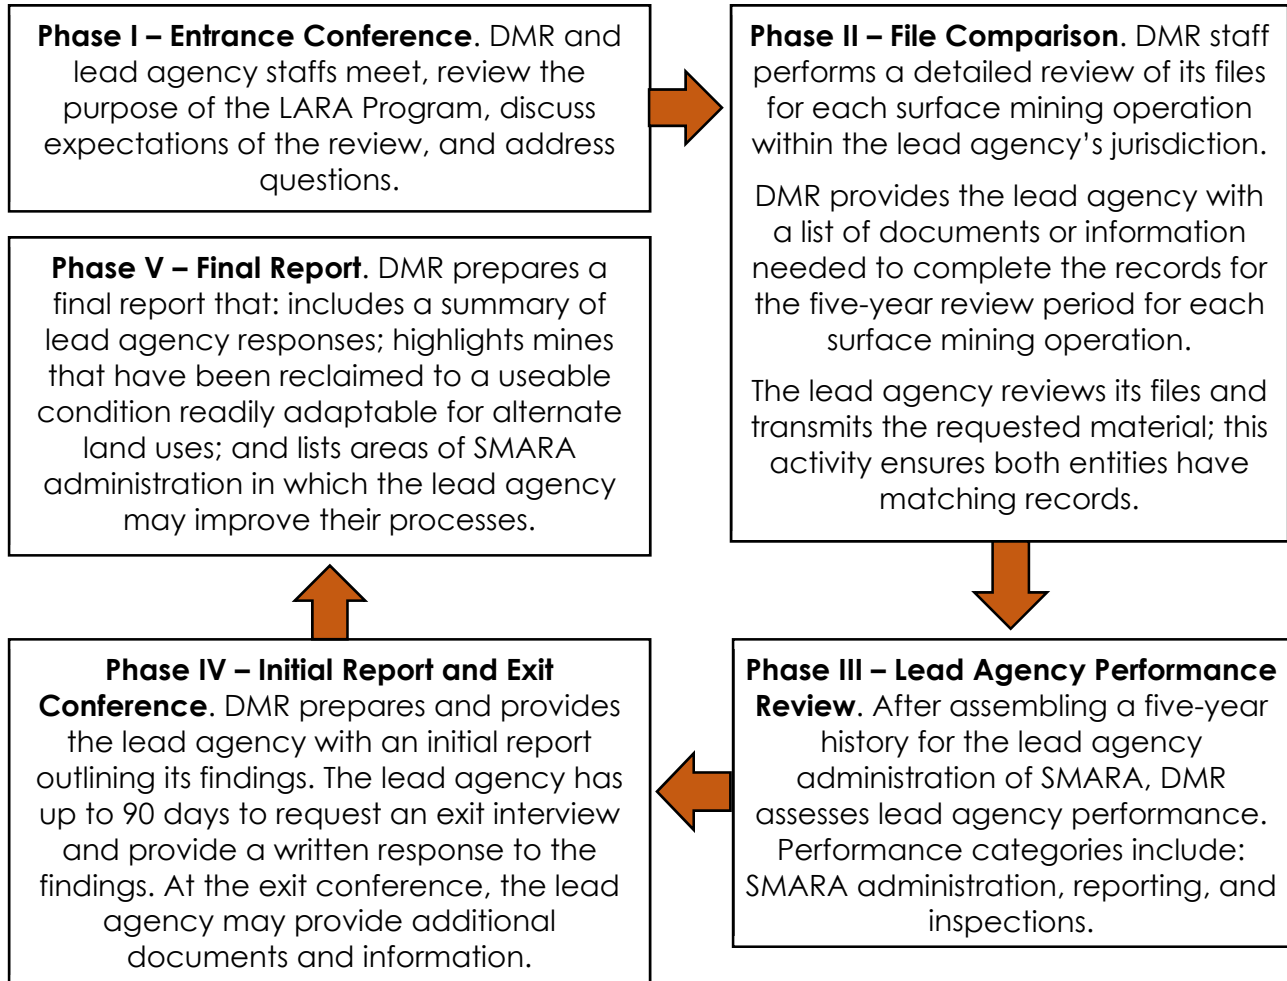 Phase I – Entrance Conference. DMR and
lead agency staffs meet, review the
purpose of the LARA Program, discuss
expectations of the review, and address
questions.
Phase II – File Comparison. DMR staff
performs a detailed review of its files
for each surface mining operation
within the lead agency’s jurisdiction.
DMR provides the lead agency with
a list of documents or information
needed to complete the records for
the five-year review period for each
surface mining operation.
The lead agency reviews its files and
transmits the requested material; this
activity ensures both entities have
matching records.
Phase III – Lead Agency Performance
Review. After assembling a five-year
history for the lead agency
administration of SMARA, DMR
assesses lead agency performance.
Performance categories include:
SMARA administration, reporting, and
inspections.
Phase IV – Initial Report and Exit
Conference. DMR prepares and provides
the lead agency with an initial report
outlining its findings. The lead agency has
up to 90 days to request an exit interview
and provide a written response to the
findings. At the exit conference, the lead
agency may provide additional
documents and information.
Phase V – Final Report. DMR prepares a
final report that: includes a summary of
lead agency responses; highlights mines
that have been reclaimed to a useable
condition readily adaptable for alternate
land uses; and lists areas of SMARA
administration in which the lead agency
may improve their processes.